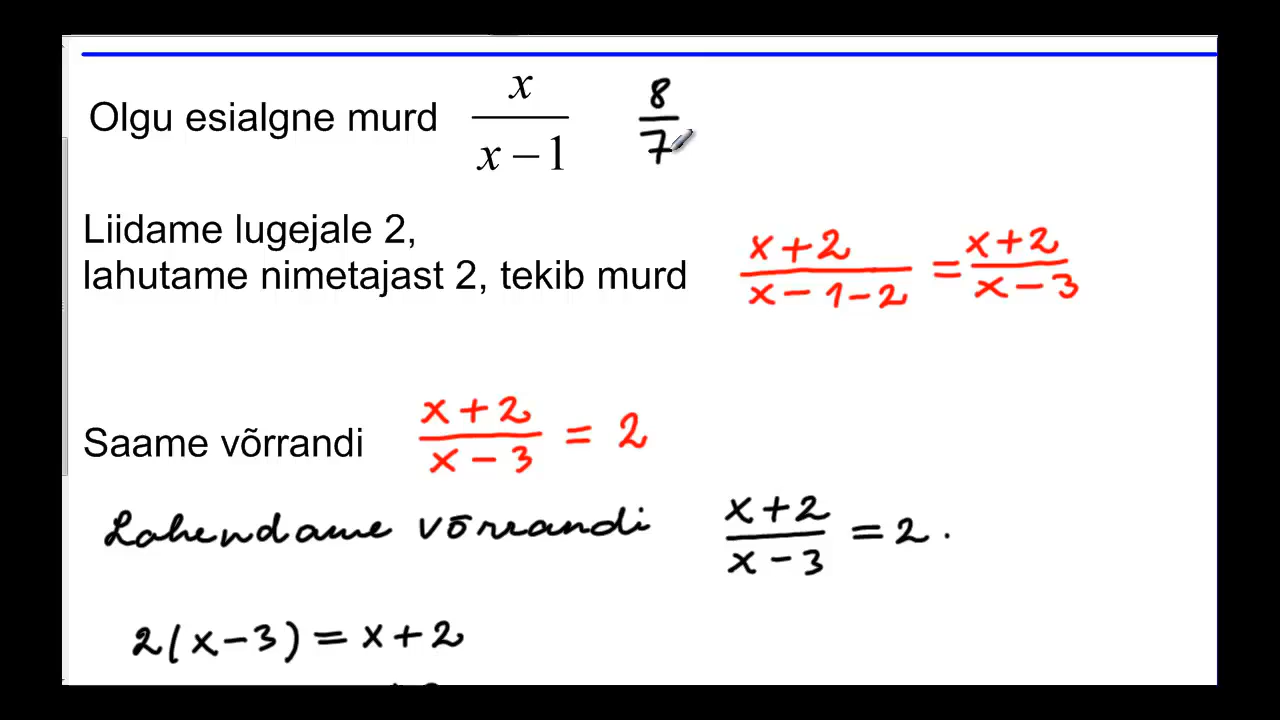 Olgu esialgne murd x/(x − 1) 8/7
Liidame lugejale 2,
lahutame nimetajast 2, tekib murd (x+2)/(x−1−2) = (x+2)/(x−3)
Saame võrrandi (x+2)/(x−3) = 2
Lahendame võrrandi (x+2)/(x−3) = 2.
2(x−3) = x+2